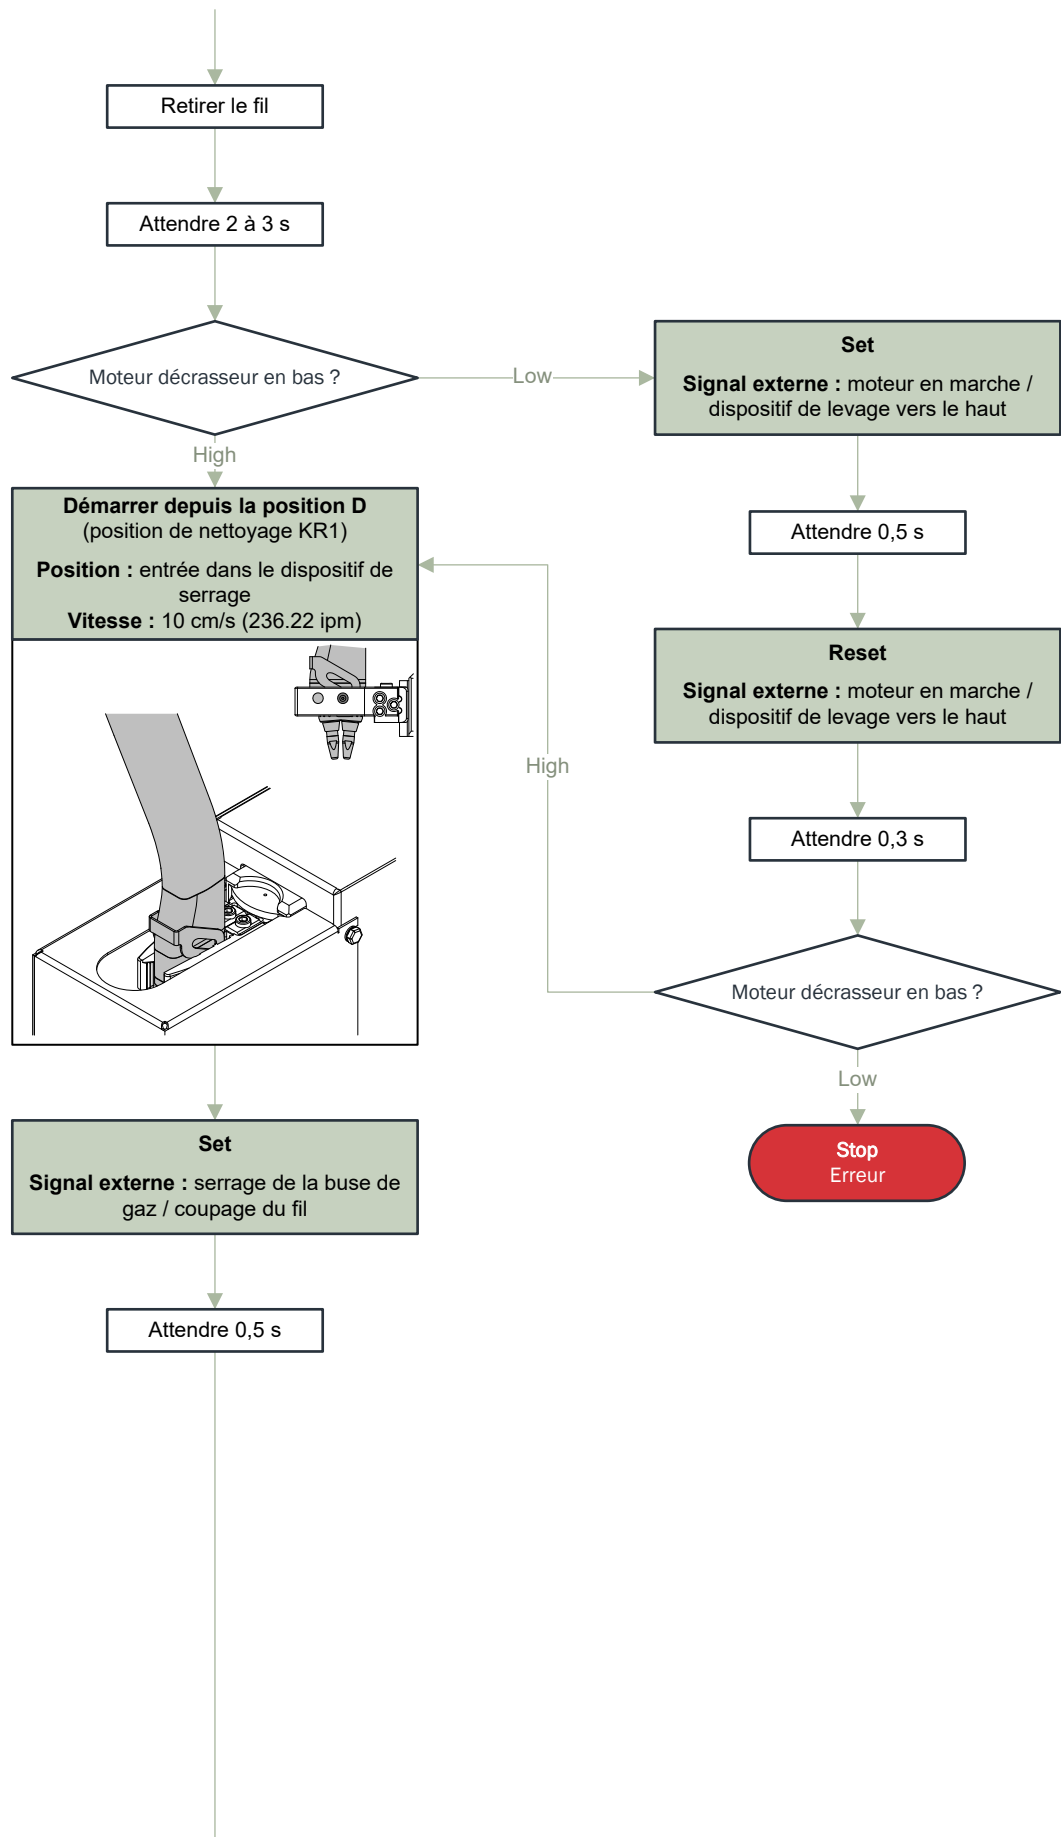 Retirer le fil
Attendre 2 à 3 s
Moteur décrasseur en bas ?
Low
High
Set
Signal externe : moteur en marche /
dispositif de levage vers le haut
Démarrer depuis la position D
(position de nettoyage KR1)
Position : entrée dans le dispositif de
serrage
Vitesse : 10 cm/s (236.22 ipm)
Attendre 0,5 s
Reset
Signal externe : moteur en marche /
dispositif de levage vers le haut
High
Attendre 0,3 s
Moteur décrasseur en bas ?
Low
Stop
Erreur
Set
Signal externe : serrage de la buse de
gaz / coupage du fil
Attendre 0,5 s